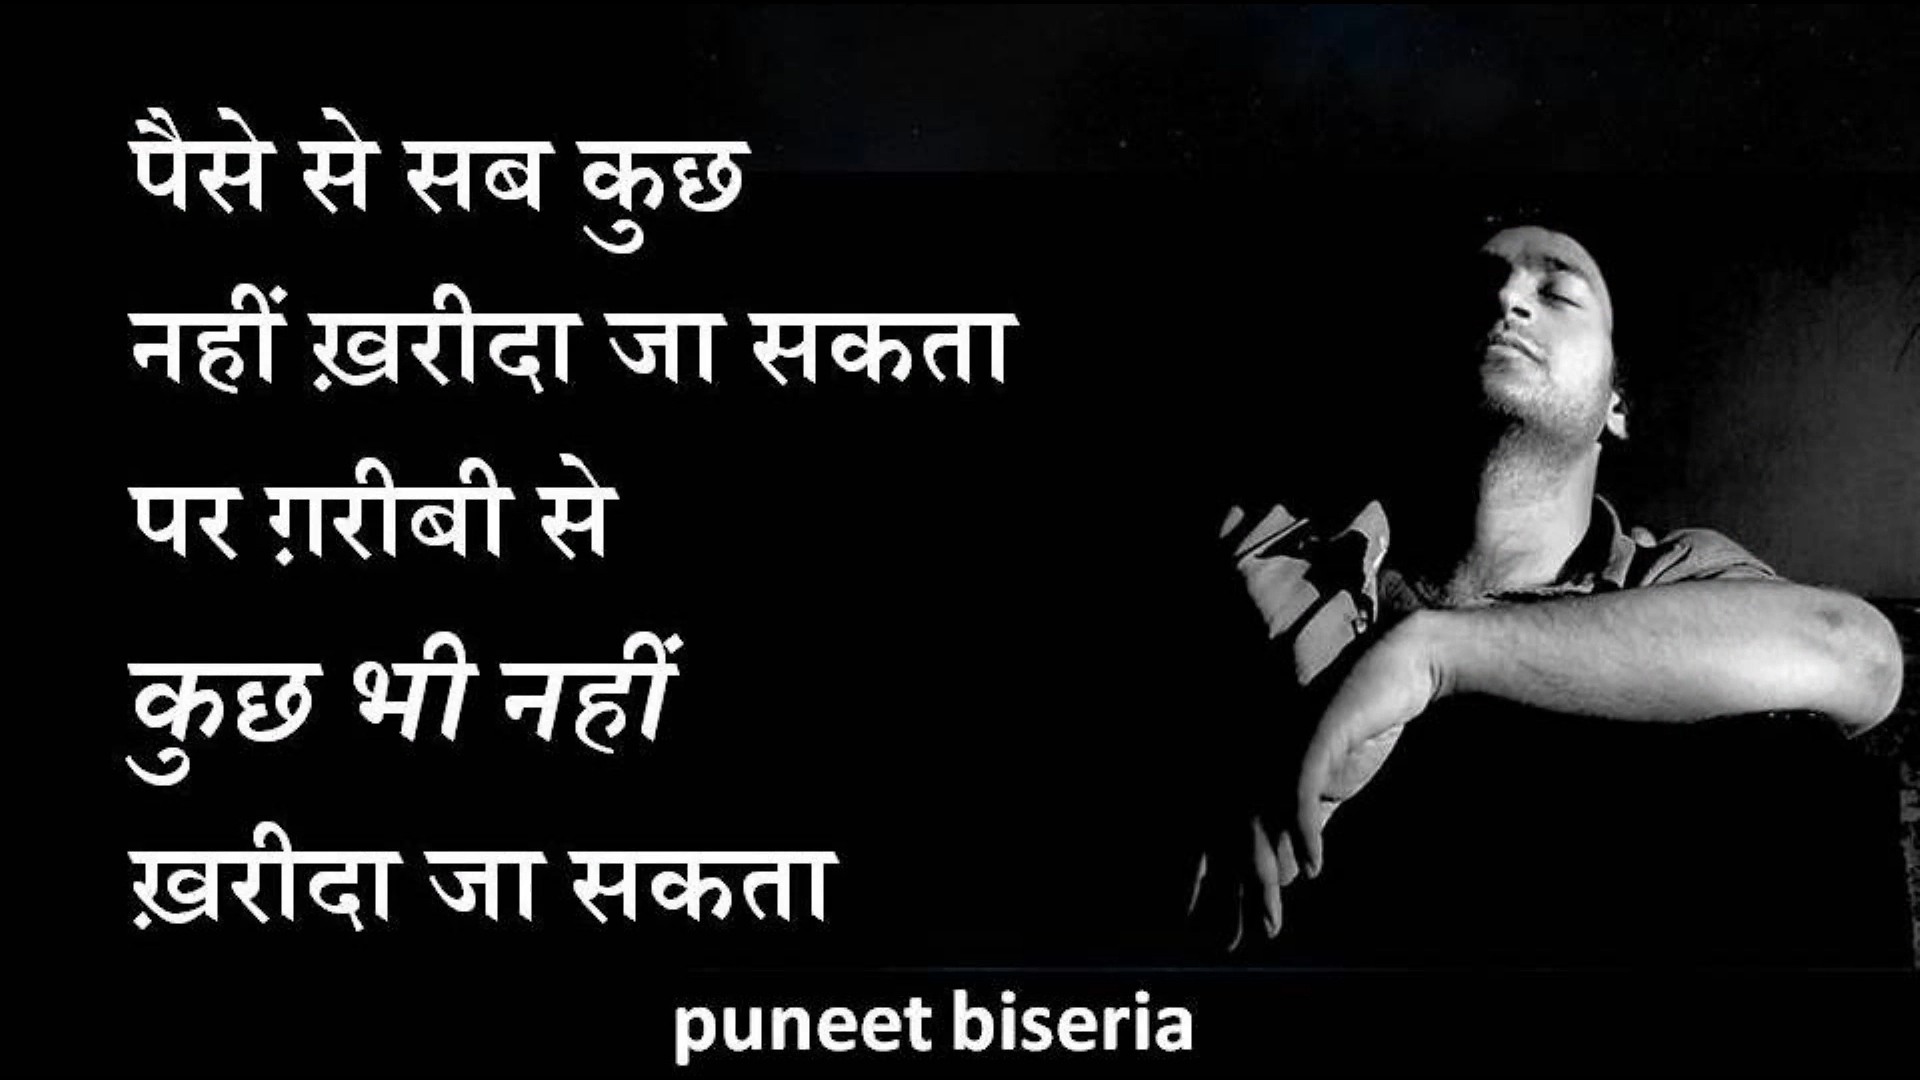 पैसे से सब कुछ
नहीं ख़रीदा जा सकता
पर ग़रीबी से
कुछ भी नहीं
ख़रीदा जा सकता
puneet biseria